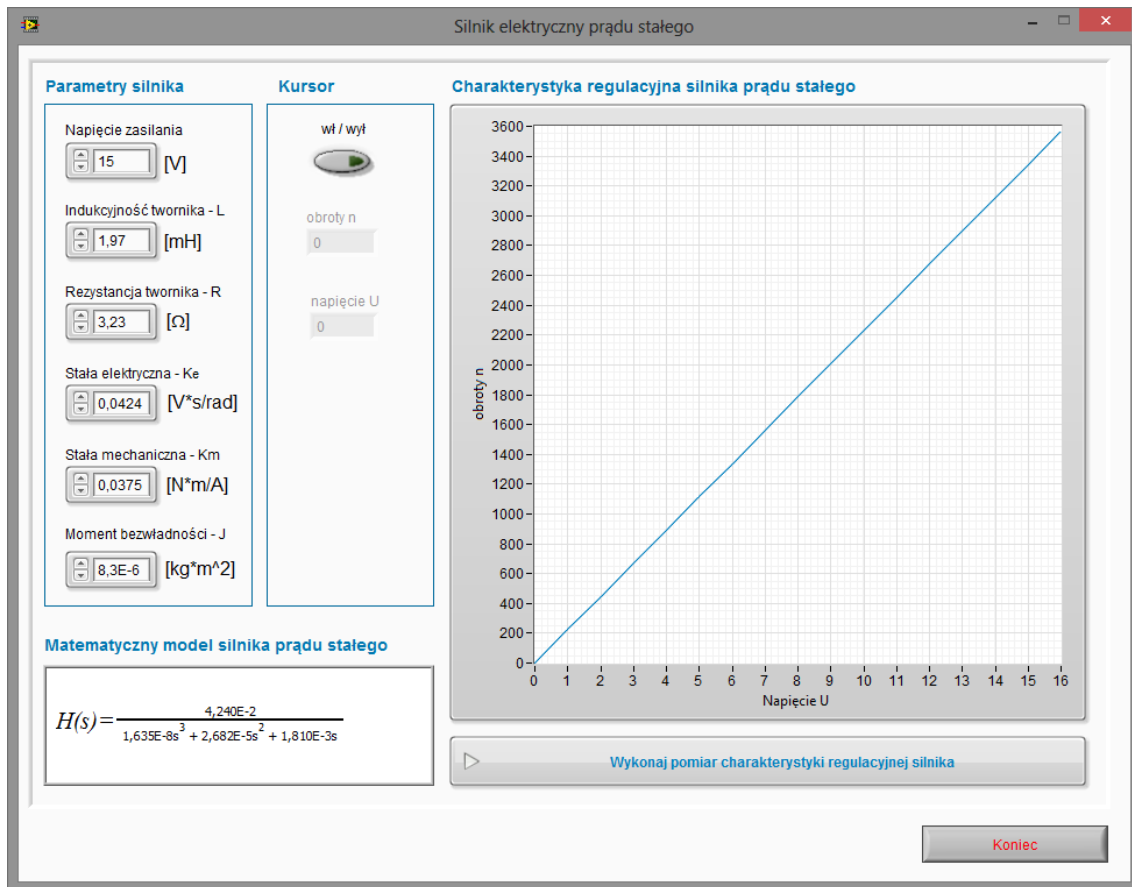 Silnik elektryczny prądu stałego
Parametry silnika
Napięcie zasilania
15 [V]
Indukcyjność twornika - L
1,97 [mH]
Rezystancja twornika - R
3,23 [Ω]
Stała elektryczna - Ke
0,0424 [V*s/rad]
Stała mechaniczna - Km
0,0375 [N*m/A]
Moment bezwładności - J
8,3E-6 [kg*m^2]
Kursor
wł / wył
obroty n
0
napięcie U
0
Charakterystyka regulacyjna silnika prądu stałego
3600
3400
3200
3000
2800
2600
2400
2200
2000
1800
1600
1400
1200
1000
800
600
400
200
0
obroty n
0 1 2 3 4 5 6 7 8 9 10 11 12 13 14 15 16
Napięcie U
Matematyczny model silnika prądu stałego
4,240E-2
H(s)=
1,635E-8s^3 + 2,682E-5s^2 + 1,810E-3s
Wykonaj pomiar charakterystyki regulacyjnej silnika
Koniec